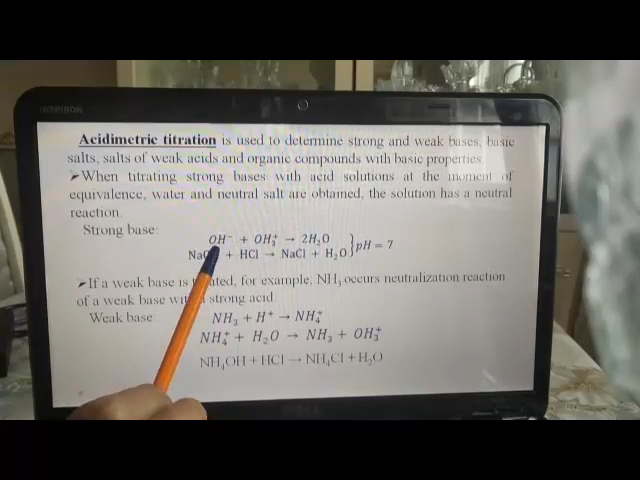 INSPIRON
Acidimetric titration is used to determine strong and weak bases, basic
salts, salts of weak acids and organic compounds with basic properties.
➤When titrating strong bases with acid solutions at the moment of
equivalence, water and neutral salt are obtained, the solution has a neutral
reaction.
Strong base:
OH⁻ + OH₃⁺ → 2H₂O
+ HCl → NaCl + H₂O } pH = 7
➤If a weak base is, for example, NH₃ occurs neutralization reaction
of a weak base strong acid
Weak base: NH₃ + H⁺ → NH₄⁺
NH₄⁺ + H₂O → NH₃ + OH₃⁺
NH₄OH + HCl → NH₄Cl + H₂O
DELL